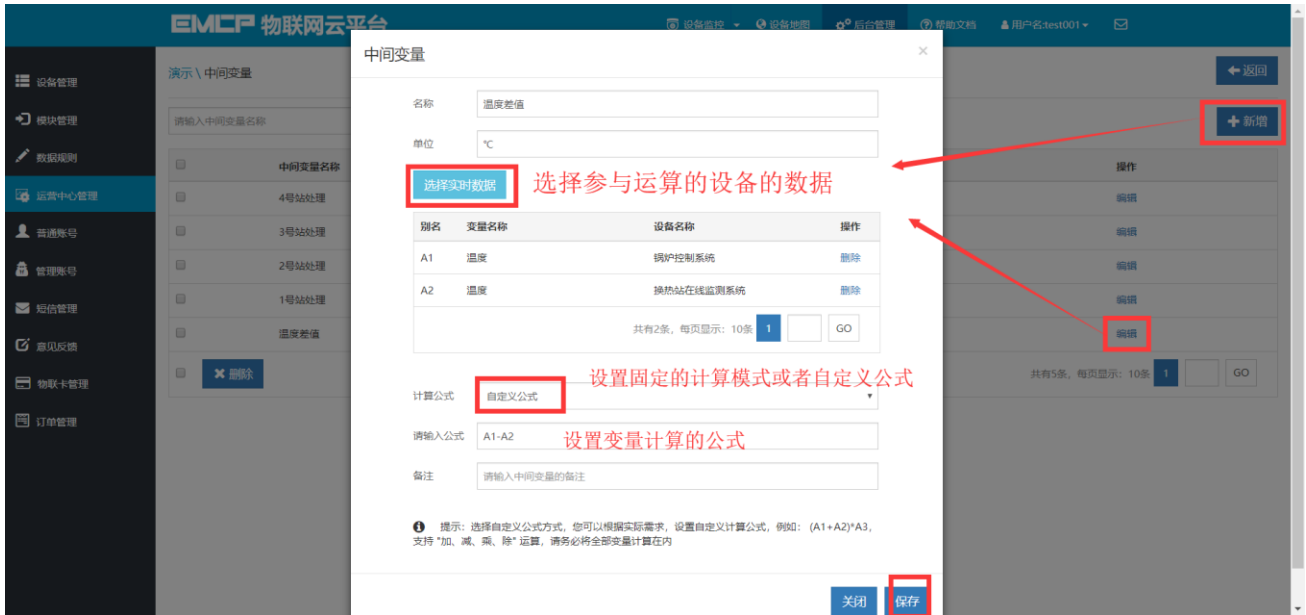 EMCP 物联网云平台
设备监控 设备地图 后台管理 帮助文档 用户名:test001
设备管理
模块管理
数据规则
运营中心管理
普通账号
管理账号
短信管理
意见反馈
物联卡管理
订单管理
演示 \ 中间变量
返回
请输入中间变量名称
新增
中间变量名称 操作
4号站处理 编辑
3号站处理 编辑
2号站处理 编辑
1号站处理 编辑
温度差值 编辑
删除
共有5条, 每页显示: 10条 1 GO
中间变量 ×
名称 温度差值
单位 ℃
选择实时数据 选择参与运算的设备的数据
别名 变量名称 设备名称 操作
A1 温度 锅炉控制系统 删除
A2 温度 换热站在线监测系统 删除
共有2条, 每页显示: 10条 1 GO
设置固定的计算模式或者自定义公式
计算公式 自定义公式
请输入公式 A1-A2 设置变量计算的公式
备注 请输入中间变量的备注
提示: 选择自定义公式方式, 您可以根据实际需求, 设置自定义计算公式, 例如: (A1+A2)*A3,
支持 "加、减、乘、除" 运算, 请务必将全部变量计算在内
关闭 保存